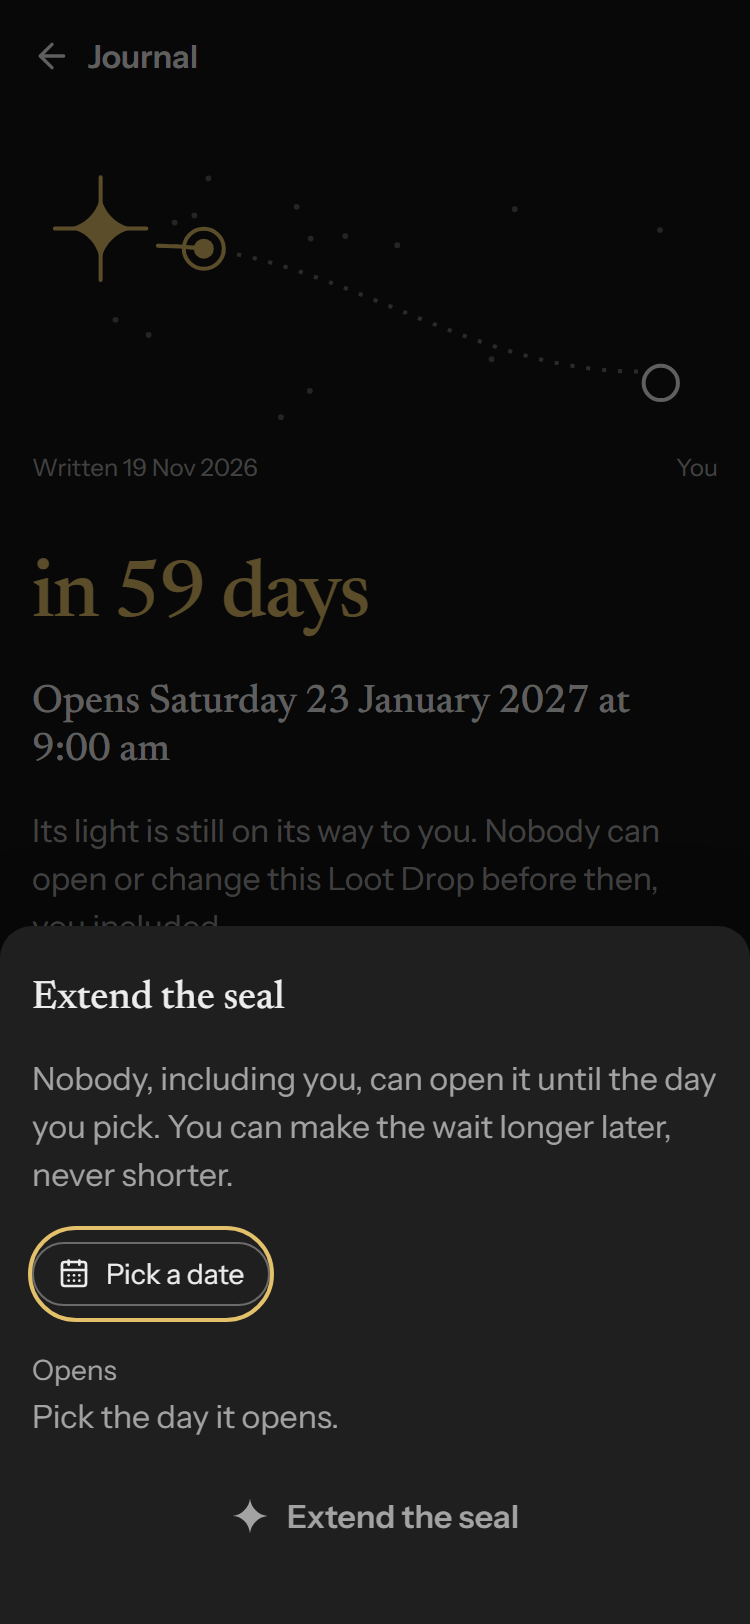 Journal
Written 19 Nov 2026
You
in 59 days
Opens Saturday 23 January 2027 at
9:00 am
Its light is still on its way to you. Nobody can
open or change this Loot Drop before then,
you included.
Extend the seal
Nobody, including you, can open it until the day
you pick. You can make the wait longer later,
never shorter.
Pick a date
Opens
Pick the day it opens.
Extend the seal